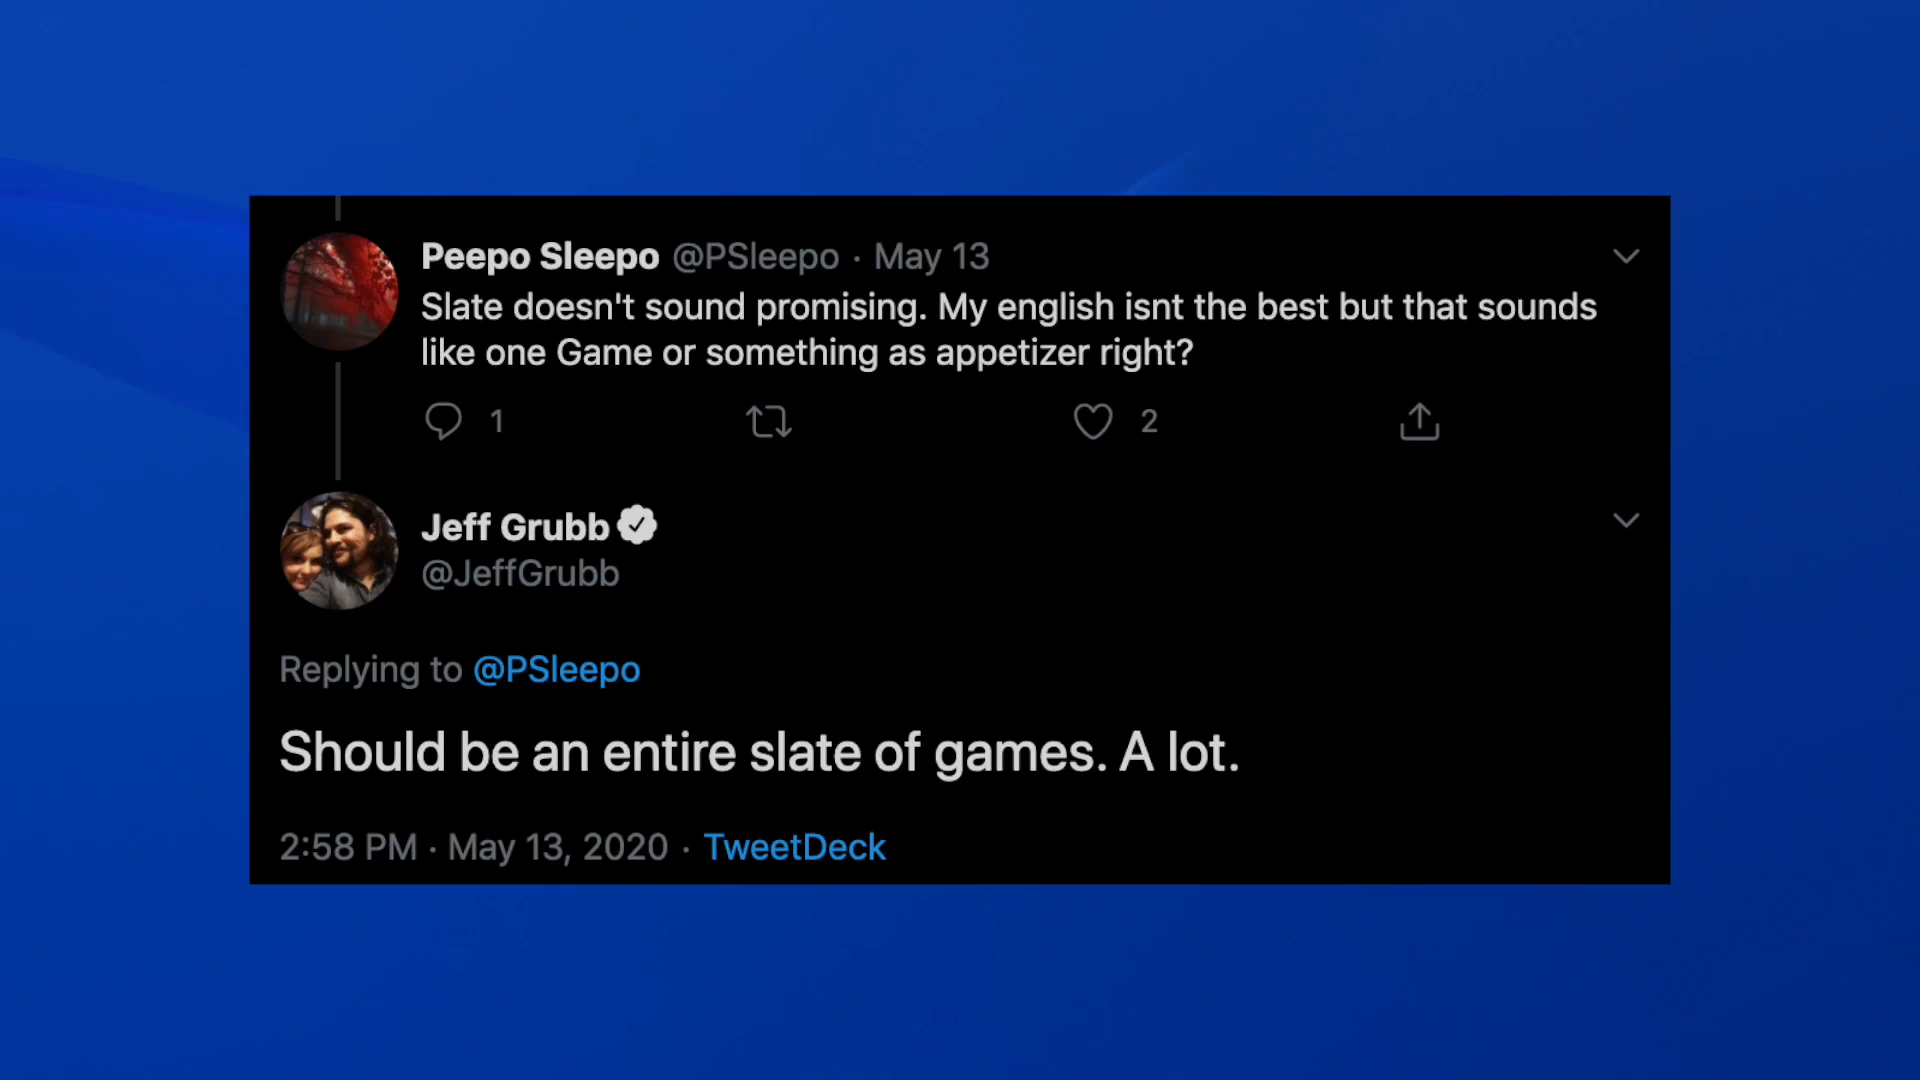 Peepo Sleepo @PSleepo · May 13
Slate doesn't sound promising. My english isnt the best but that sounds
like one Game or something as appetizer right?
1 2
Jeff Grubb
@JeffGrubb
Replying to @PSleepo
Should be an entire slate of games. A lot.
2:58 PM · May 13, 2020 · TweetDeck